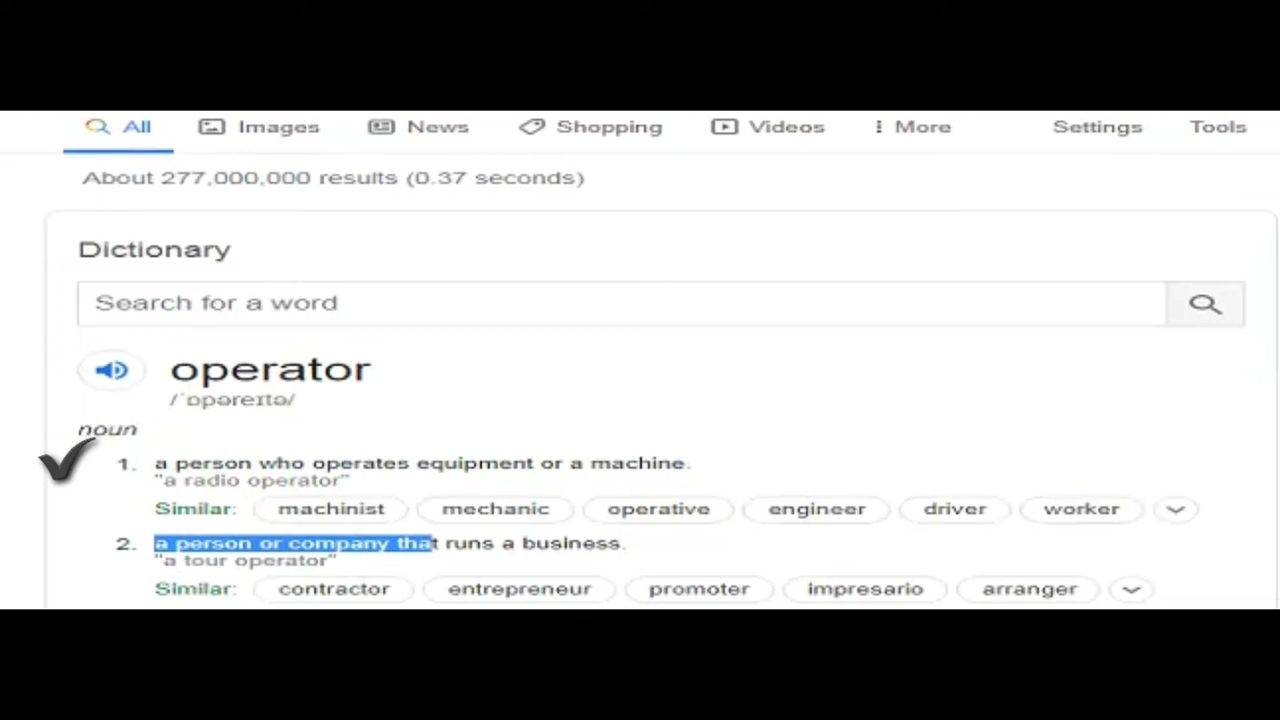 All Images News Shopping Videos More Settings Tools
About 277,000,000 results (0.37 seconds)
Dictionary
Search for a word
operator
/ˈɒpəreɪtə/
noun
1. a person who operates equipment or a machine.
"a radio operator"
Similar: machinist mechanic operative engineer driver worker
2. a person or company that runs a business.
"a tour operator"
Similar: contractor entrepreneur promoter impresario arranger